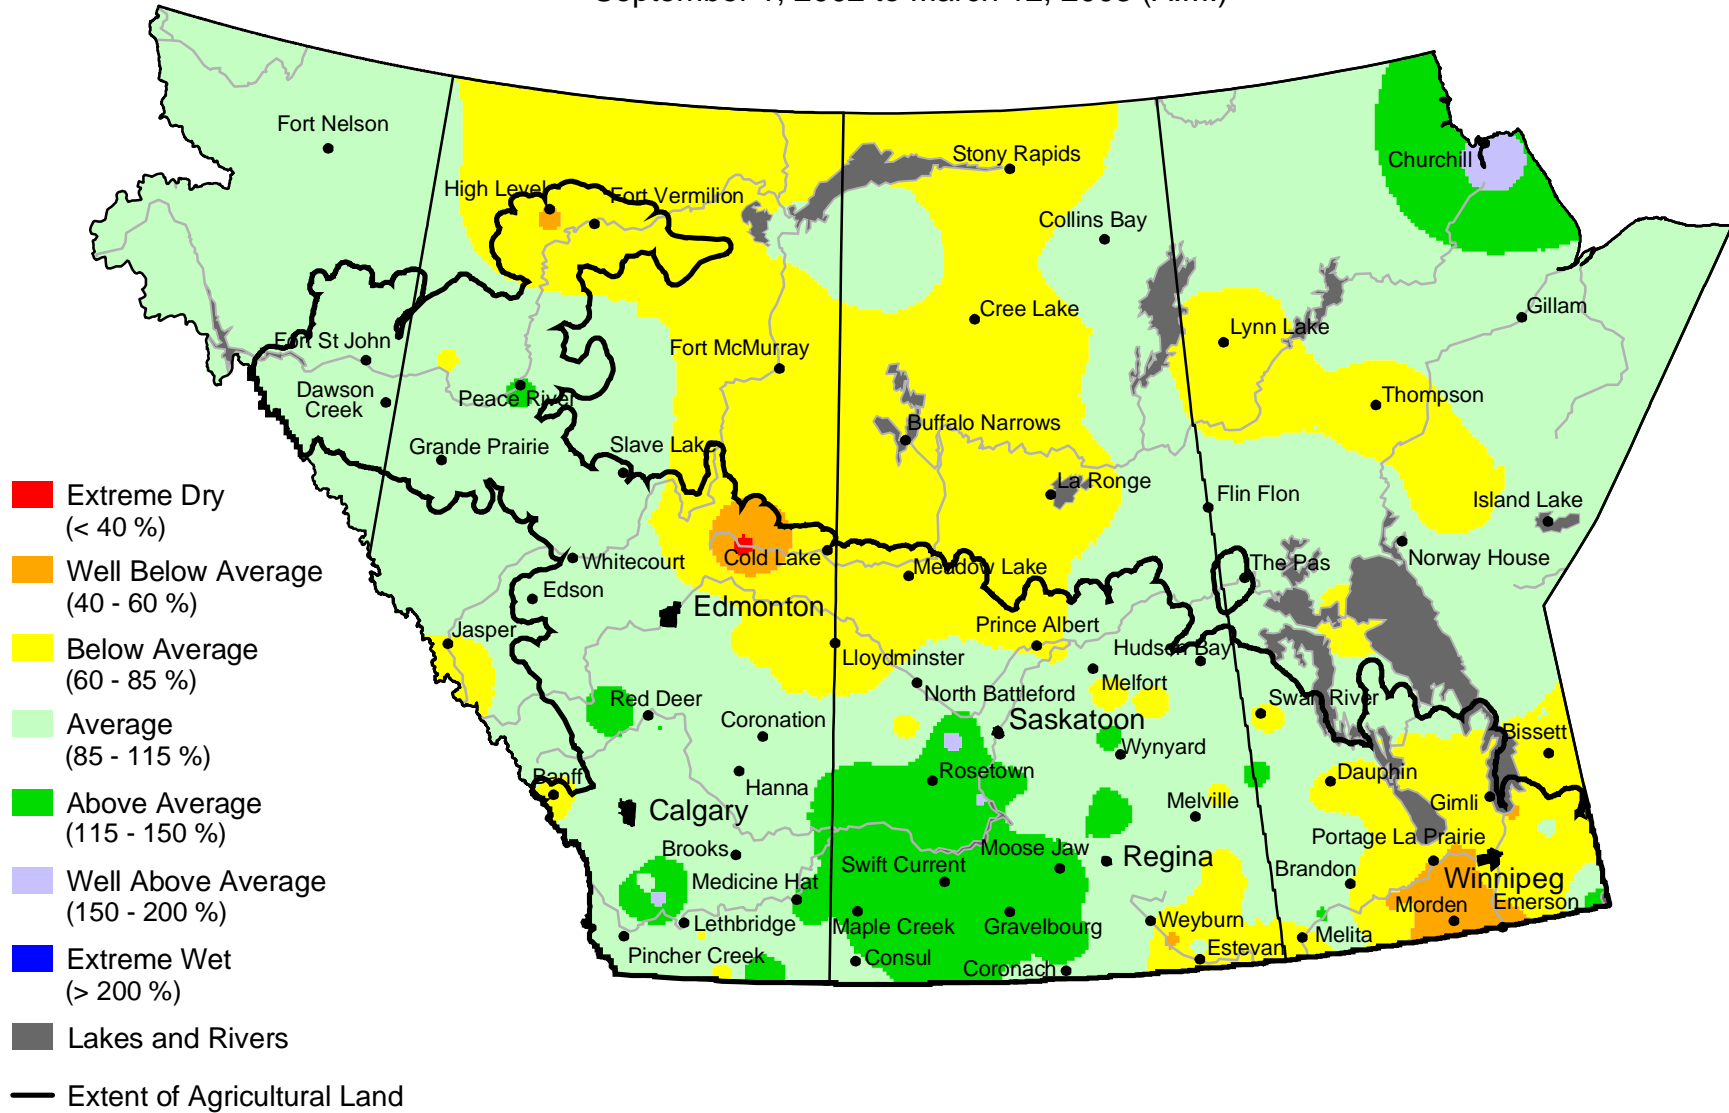 Fort Nelson
Churchill
Stony Rapids
High Level
Fort Vermilion
Collins Bay
Cree Lake
Gillam
Lynn Lake
Fort St John
Fort McMurray
Dawson
Creek
Peace River
Thompson
Buffalo Narrows
Grande Prairie
Slave Lake
La Ronge
Flin Flon
Island Lake
Whitecourt
Cold Lake
Meadow Lake
The Pas
Norway House
Edson
Edmonton
Jasper
Prince Albert
Hudson Bay
Lloydminster
North Battleford
Melfort
Red Deer
Swan River
Coronation
Saskatoon
Bissett
Wynyard
Banff
Hanna
Rosetown
Dauphin
Calgary
Melville
Gimli
Brooks
Portage La Prairie
Swift Current
Moose Jaw
Regina
Medicine Hat
Brandon
Winnipeg
Morden
Emerson
Lethbridge
Maple Creek
Gravelbourg
Weyburn
Melita
Pincher Creek
Consul
Coronach
Estevan
Extreme Dry
(< 40 %)
Well Below Average
(40 - 60 %)
Below Average
(60 - 85 %)
Average
(85 - 115 %)
Above Average
(115 - 150 %)
Well Above Average
(150 - 200 %)
Extreme Wet
(> 200 %)
Lakes and Rivers
Extent of Agricultural Land